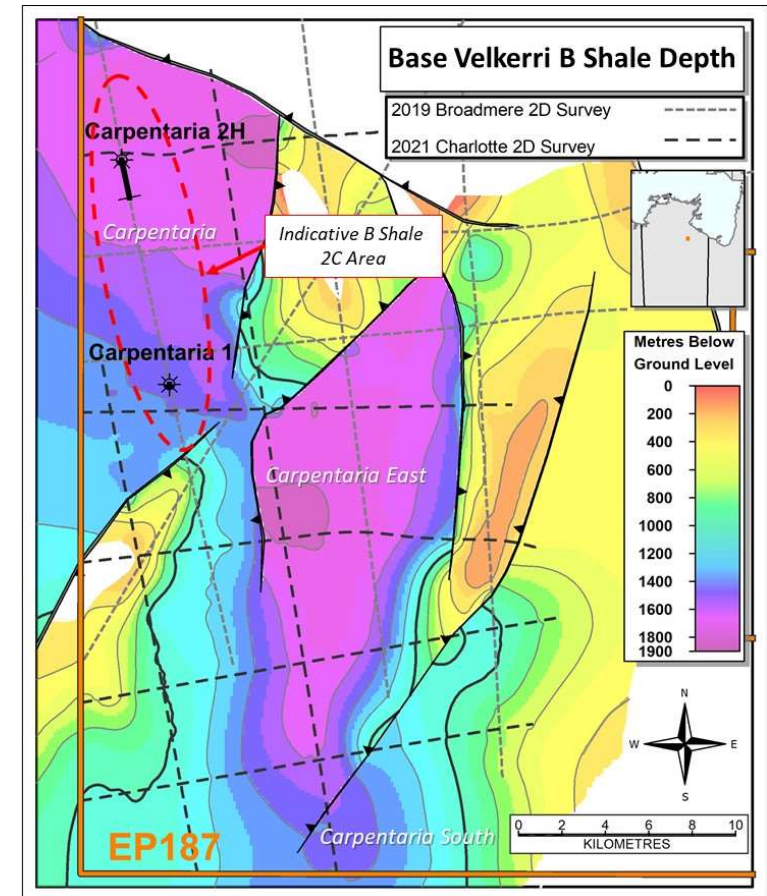 Base Velkerri B Shale Depth
2019 Broadmere 2D Survey
2021 Charlotte 2D Survey
Carpentaria 2H
Carpentaria
Indicative B Shale
2C Area
Carpentaria 1
Metres Below
Ground Level
0
200
400
600
800
1000
1200
1400
1600
1800
1900
Carpentaria East
N
W
E
S
0 2 4 6 8 10
KILOMETRES
Carpentaria South
EP187